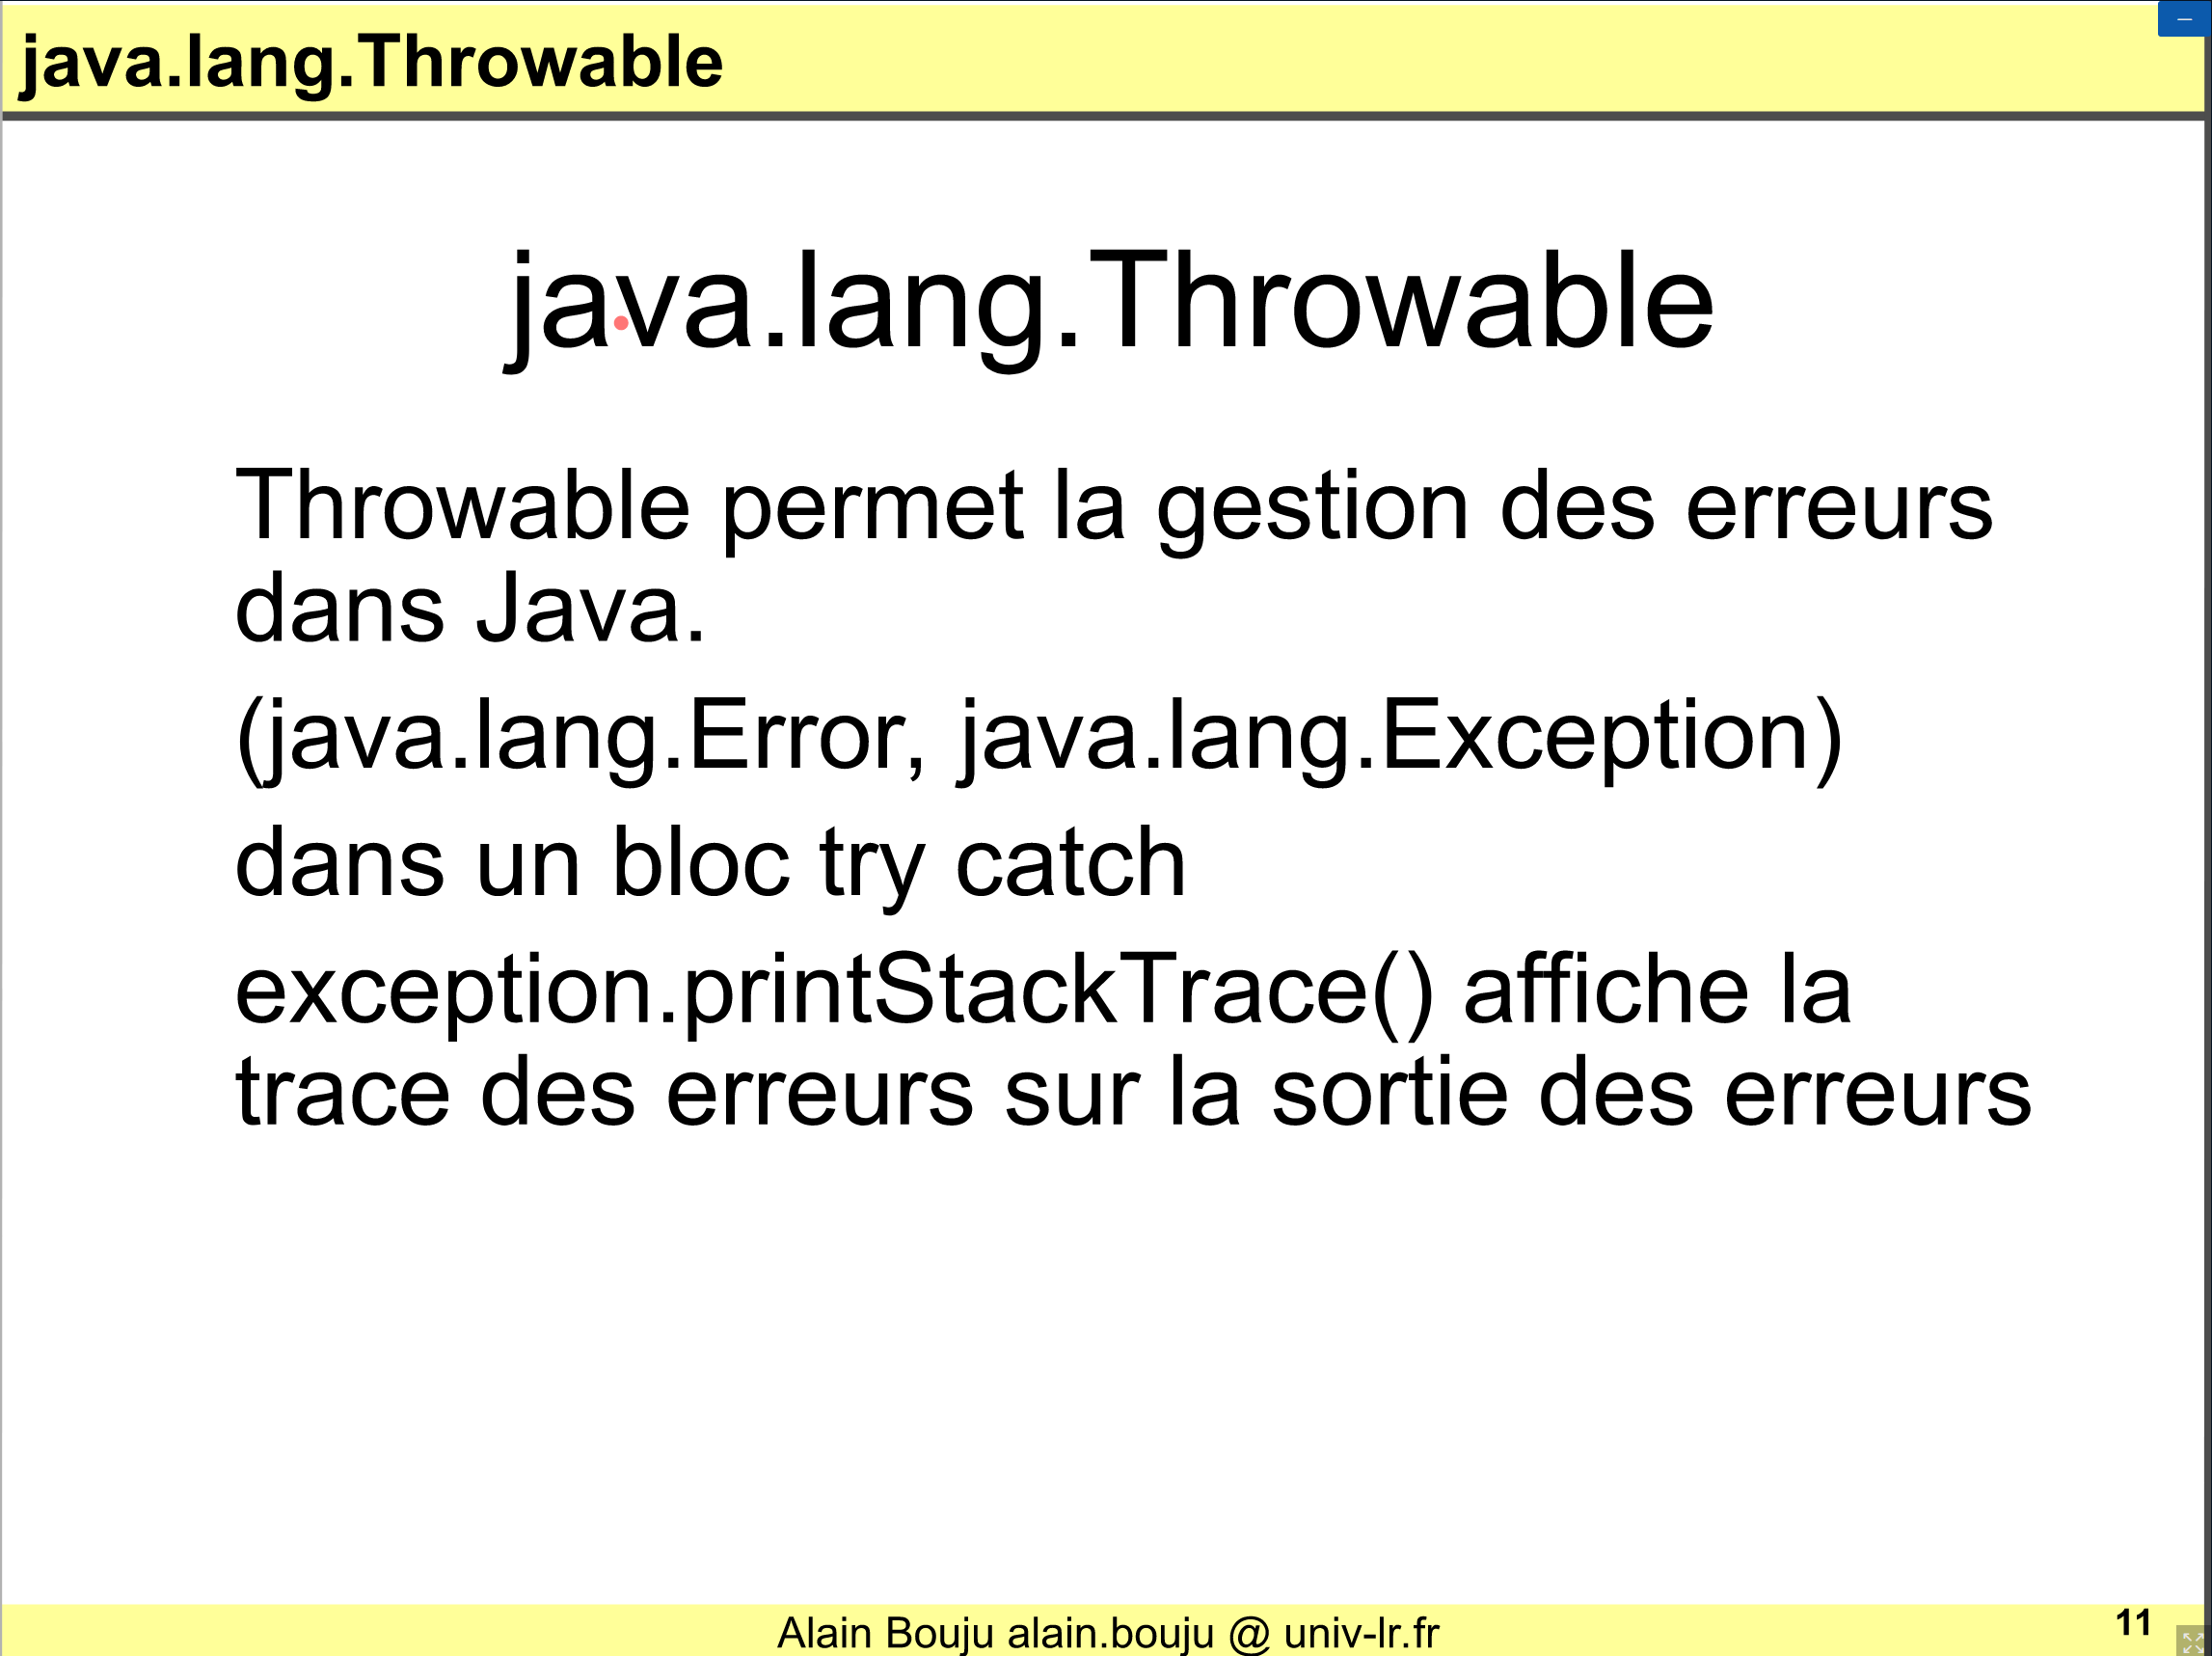 java.lang.Throwable
java.lang.Throwable
Throwable permet la gestion des erreurs
dans Java.
(java.lang.Error, java.lang.Exception)
dans un bloc try catch
exception.printStackTrace() affiche la
trace des erreurs sur la sortie des erreurs
Alain Bouju alain.bouju @ univ-lr.fr
11